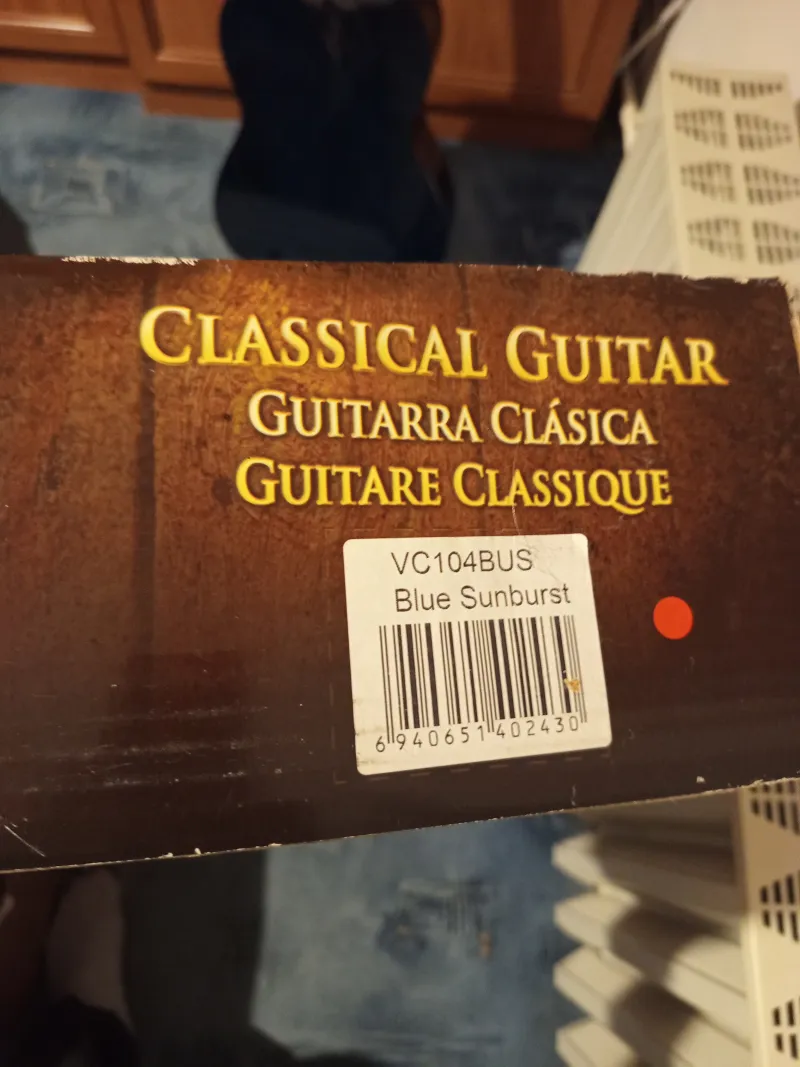 CLASSICAL GUITAR
GUITARRA CLÁSICA
GUITARE CLASSIQUE
VC104BUS
Blue Sunburst
6 940651 402430